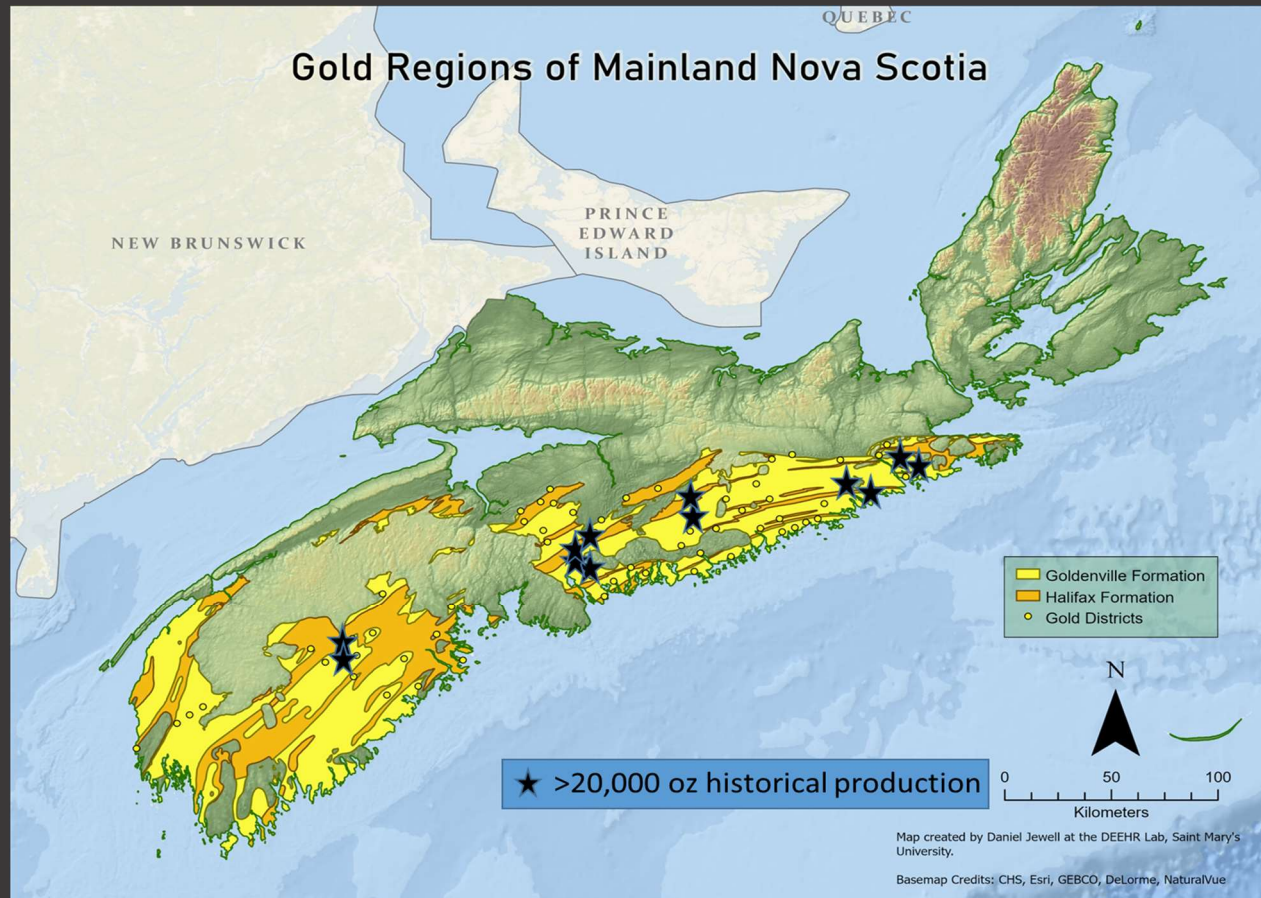 QUEBEC
Gold Regions of Mainland Nova Scotia
PRINCE
EDWARD
ISLAND
NEW BRUNSWICK
Goldenville Formation
Halifax Formation
Gold Districts
N
>20,000 oz historical production
0 50 100
Kilometers
Map created by Daniel Jewell at the DEEHR Lab, Saint Mary's
University.
Basemap Credits: CHS, Esri, GEBCO, DeLorme, NaturalVue